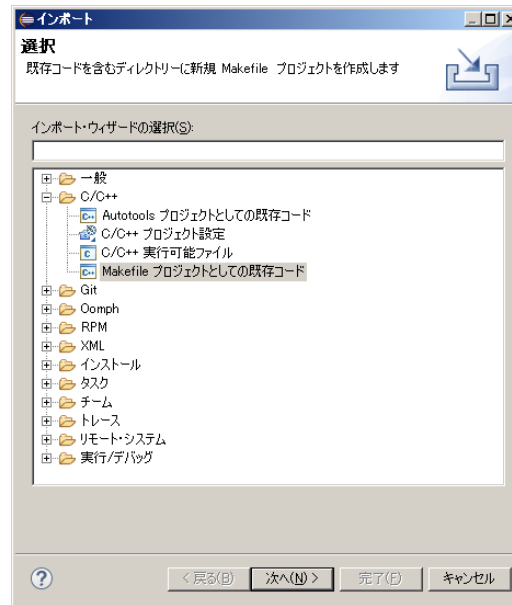 インポート
選択
既存コードを含むディレクトリーに新規 Makefile プロジェクトを作成します
インポート・ウィザードの選択(S):
一般
C/C++
Autotools プロジェクトとしての既存コード
C/C++ プロジェクト設定
C/C++ 実行可能ファイル
Makefile プロジェクトとしての既存コード
Git
Oomph
RPM
XML
インストール
タスク
チーム
トレース
リモート・システム
実行/デバッグ
< 戻る(B) 次へ(N) > 完了(F) キャンセル